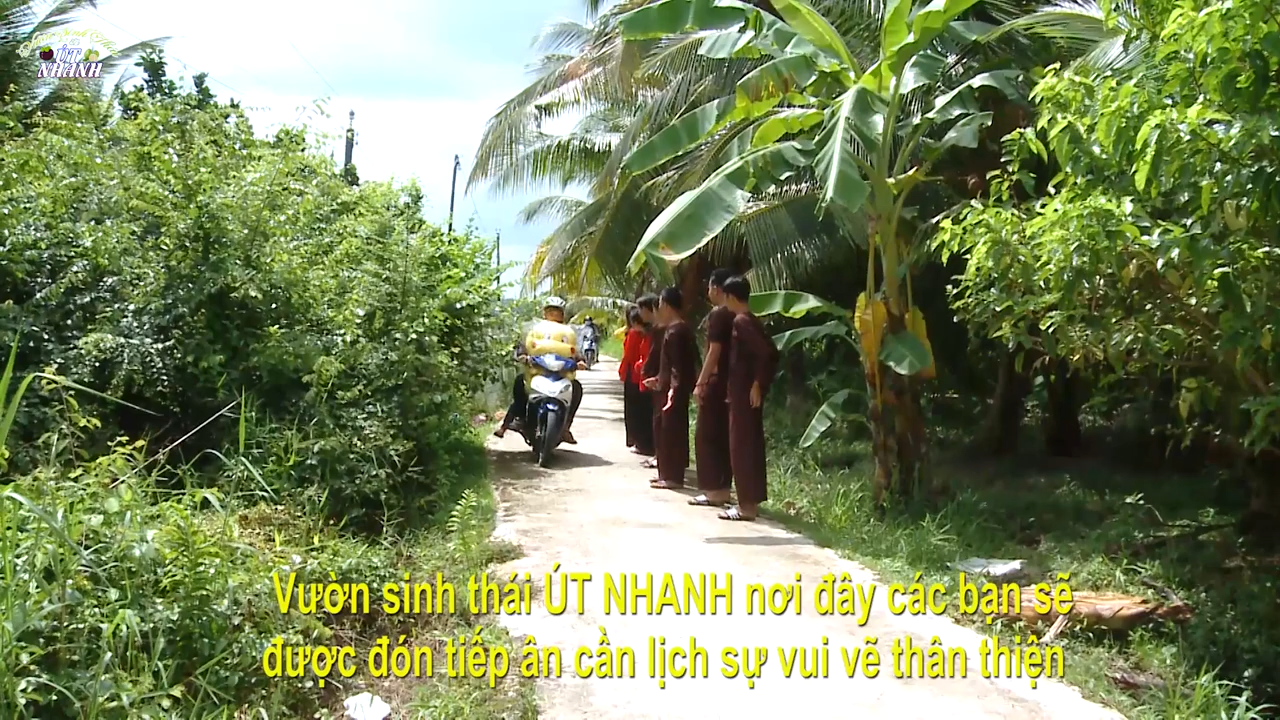 ÚT
NHANH
Vườn sinh thái ÚT NHANH nơi đây các bạn sẽ
được đón tiếp ân cần lịch sự vui vẽ thân thiện